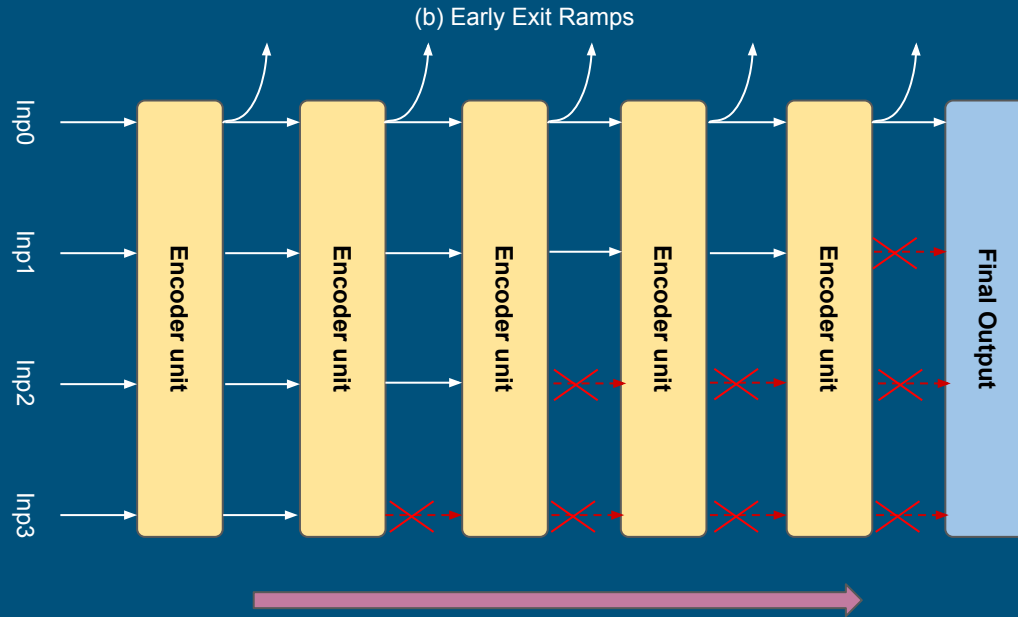 (b) Early Exit Ramps
Inp0
Inp1
Inp2
Inp3
Encoder unit
Encoder unit
Encoder unit
Encoder unit
Encoder unit
Final Output